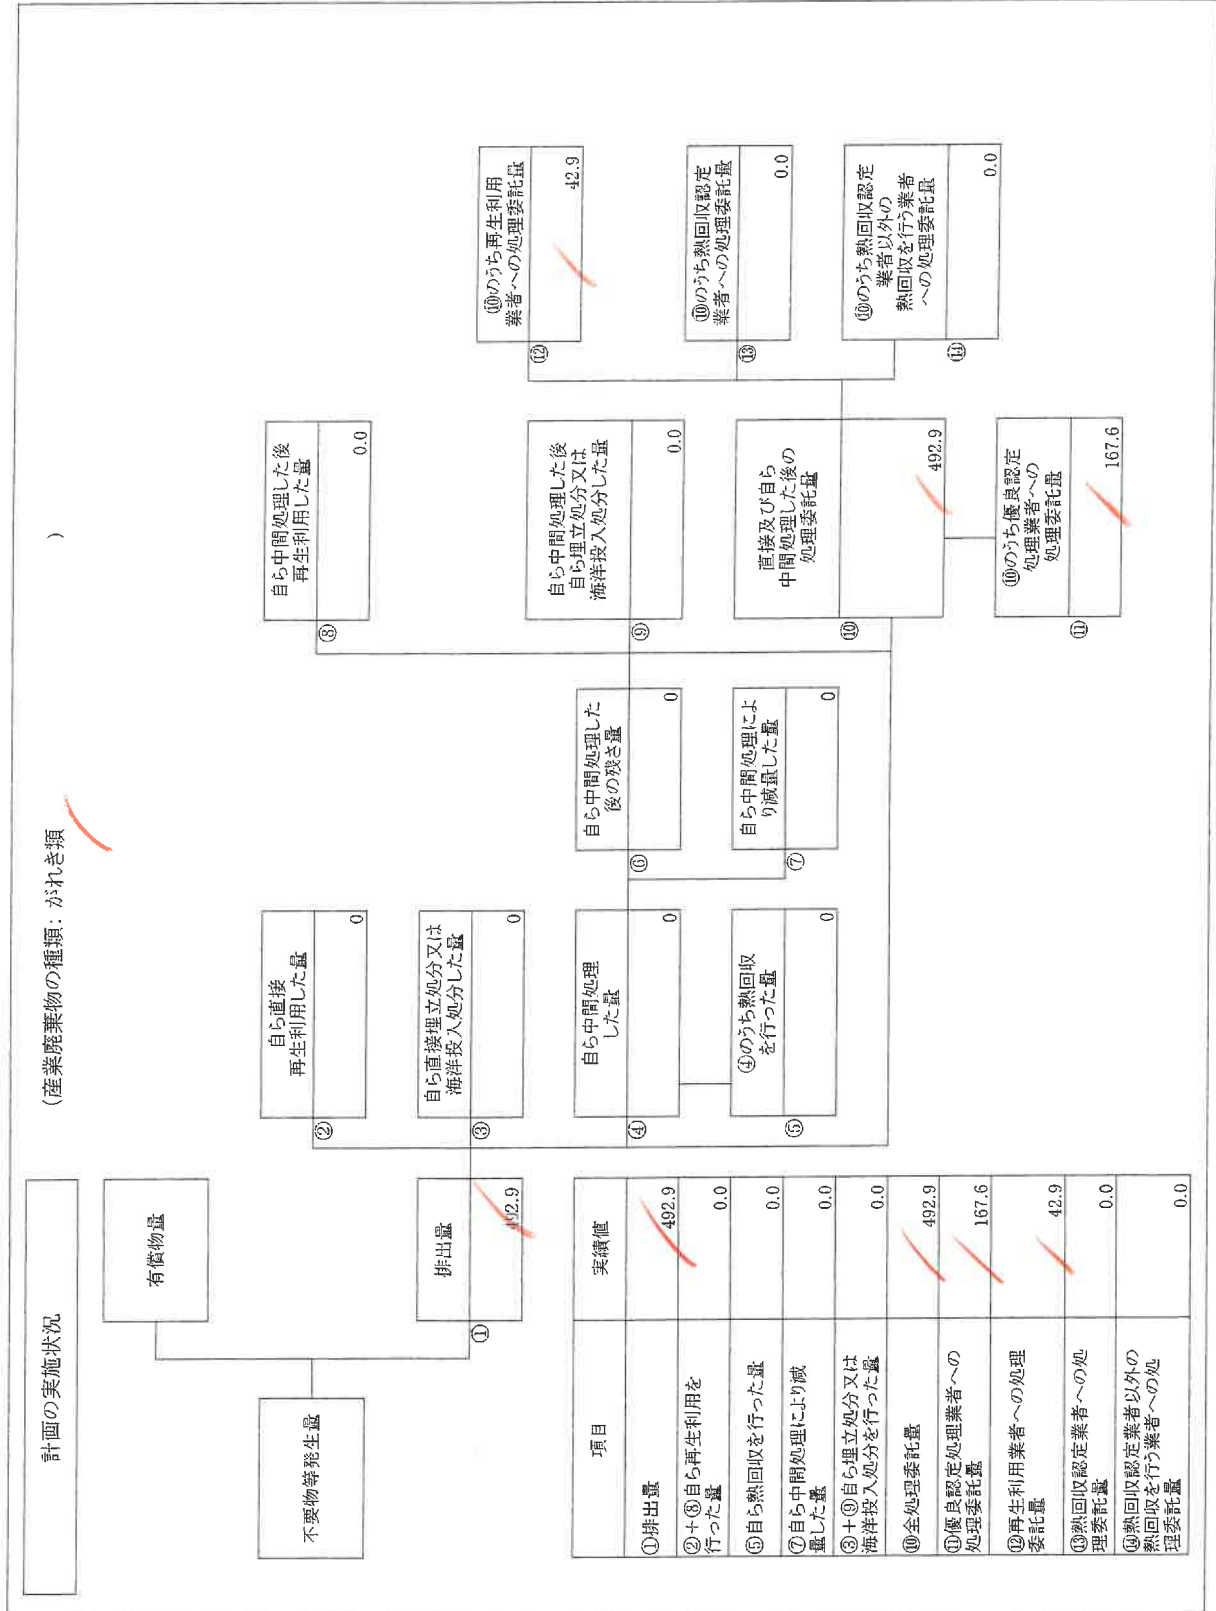 計画の実施状況
(産業廃棄物の種類：がれき類
)
不要物等発生量
有償物量
排出量
①
492.9
自ら直接
再生利用した量
②
0
自ら直接埋立処分又は
海洋投入処分した量
③
0
自ら中間処理
した量
④
0
④のうち熱回収
を行った量
⑤
0
自ら中間処理した
後の残さ量
⑥
0
自ら中間処理によ
り減量した量
⑦
0
自ら中間処理した後
再生利用した量
⑧
0.0
自ら中間処理した後
自ら埋立処分又は
海洋投入処分した量
⑨
0.0
直接及び自ら
中間処理した後の
処理委託量
⑩
492.9
⑩のうち優良認定
処理業者への
処理委託量
⑪
167.6
⑩のうち再生利用
業者への処理委託量
⑫
42.9
⑩のうち熱回収認定
業者への処理委託量
⑬
0.0
⑩のうち熱回収認定
業者以外の
熱回収を行う業者
への処理委託量
⑭
0.0
項目
実績値
①排出量
492.9
②＋⑧自ら再生利用を
行った量
0.0
⑤自ら熱回収を行った量
0.0
⑦自ら中間処理により減
量した量
0.0
③＋⑨自ら埋立処分又は
海洋投入処分を行った量
0.0
⑩全処理委託量
492.9
⑪優良認定処理業者への
処理委託量
167.6
⑫再生利用業者への処理
委託量
42.9
⑬熱回収認定業者への処
理委託量
0.0
⑭熱回収認定業者以外の
熱回収を行う業者への処
理委託量
0.0